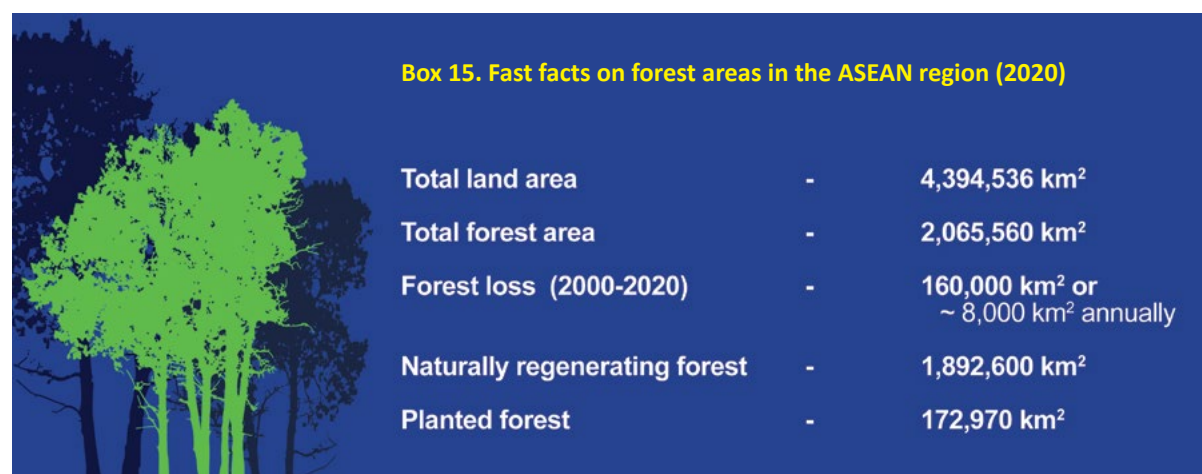 Box 15. Fast facts on forest areas in the ASEAN region (2020)
Total land area - 4,394,536 km²
Total forest area - 2,065,560 km²
Forest loss (2000-2020) - 160,000 km² or
~ 8,000 km² annually
Naturally regenerating forest - 1,892,600 km²
Planted forest - 172,970 km²